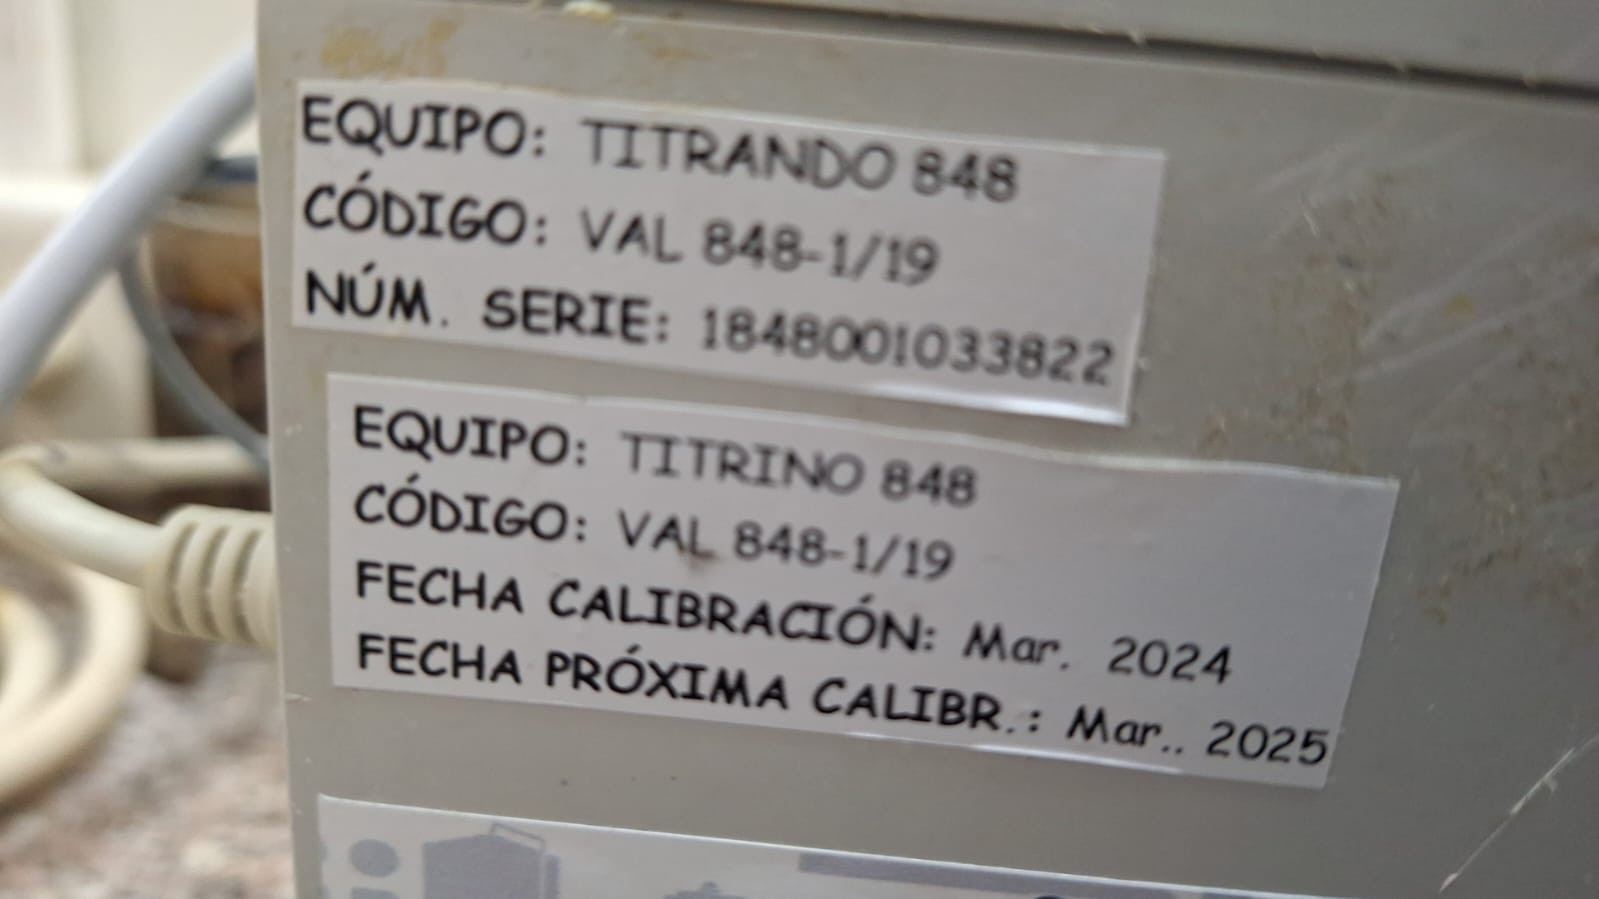 EQUIPO: TITRANDO 848
CÓDIGO: VAL 848-1/19
NÚM. SERIE: 1848001033822
EQUIPO: TITRINO 848
CÓDIGO: VAL 848-1/19
FECHA CALIBRACIÓN: Mar. 2024
FECHA PRÓXIMA CALIBR.: Mar.. 2025